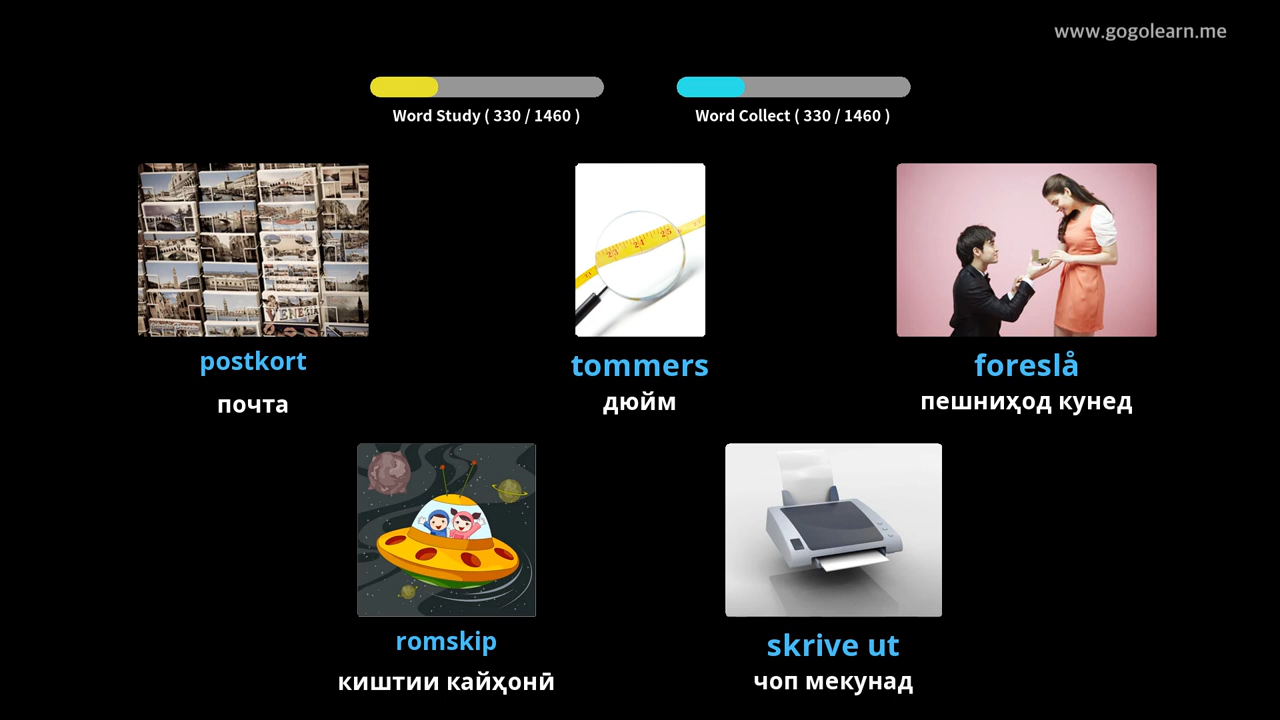 www.gogolearn.me
Word Study ( 330 / 1460 )
Word Collect ( 330 / 1460 )
postkort
почта
tommers
дюйм
foreslå
пешниҳод кунед
romskip
киштии кайҳонӣ
skrive ut
чоп мекунад